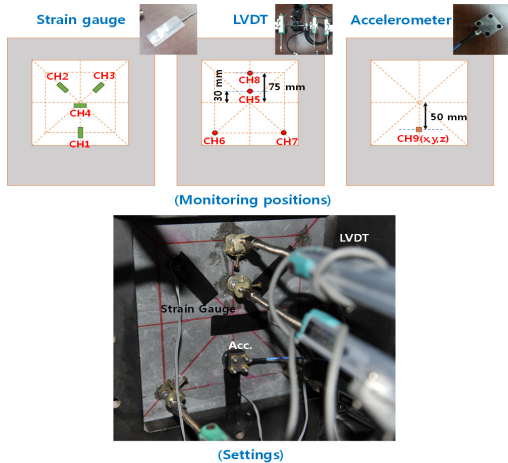 Strain gauge
LVDT
Accelerometer
CH2
CH3
CH4
CH1
30 mm
CH8
75 mm
CH5
CH6
CH7
50 mm
CH9(x,y,z)
(Monitoring positions)
LVDT
Strain Gauge
Acc.
(Settings)